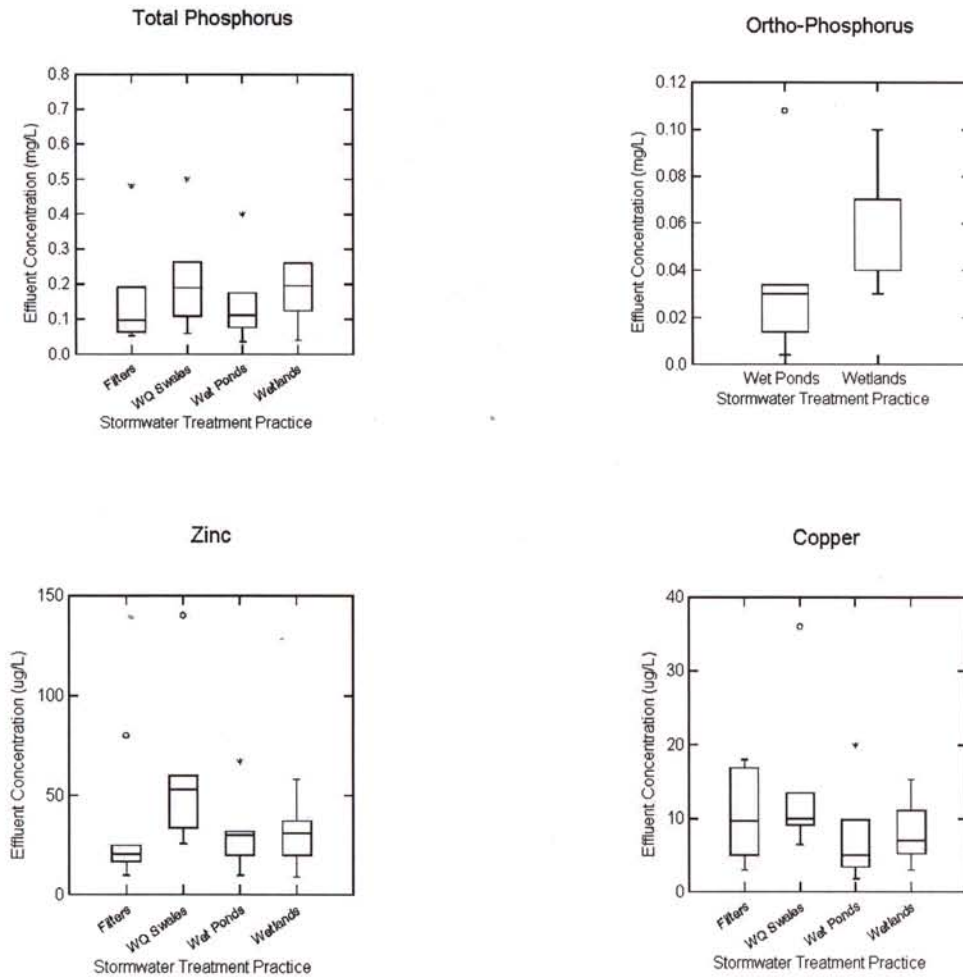 Total Phosphorus
Effluent Concentration (mg/L)
0.8
0.7
0.6
0.5
0.4
0.3
0.2
0.1
0.0
Filters
WQ Swales
Wet Ponds
Wetlands
Stormwater Treatment Practice
Ortho-Phosphorus
Effluent Concentration (mg/L)
0.12
0.10
0.08
0.06
0.04
0.02
0.0
Wet Ponds Wetlands
Stormwater Treatment Practice
Zinc
Effluent Concentration (ug/L)
150
100
50
0
Filters
WQ Swales
Wet Ponds
Wetlands
Stormwater Treatment Practice
Copper
Effluent Concentration (ug/L)
40
30
20
10
0
Filters
WQ Swales
Wet Ponds
Wetlands
Stormwater Treatment Practice